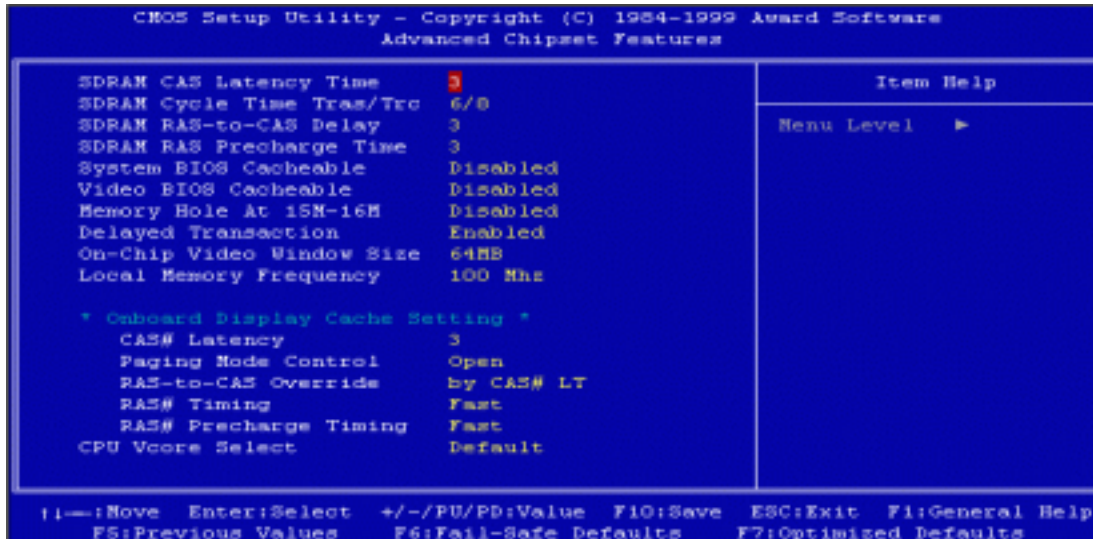 CMOS Setup Utility - Copyright (C) 1984-1999 Award Software
Advanced Chipset Features
SDRAM CAS Latency Time 3
SDRAM Cycle Time Tras/Trc 6/8
SDRAM RAS-to-CAS Delay 3
SDRAM RAS Precharge Time 3
System BIOS Cacheable Disabled
Video BIOS Cacheable Disabled
Memory Hole At 15M-16M Disabled
Delayed Transaction Enabled
On-Chip Video Window Size 64MB
Local Memory Frequency 100 Mhz
* Onboard Display Cache Setting *
CAS# Latency 3
Paging Mode Control Open
RAS-to-CAS Override by CAS# LT
RAS# Timing Fast
RAS# Precharge Timing Fast
CPU Vcore Select Default
Item Help
Menu Level ►
↑↓→←:Move Enter:Select +/-/PU/PD:Value F10:Save ESC:Exit F1:General Help
F5:Previous Values F6:Fail-Safe Defaults F7:Optimized Defaults